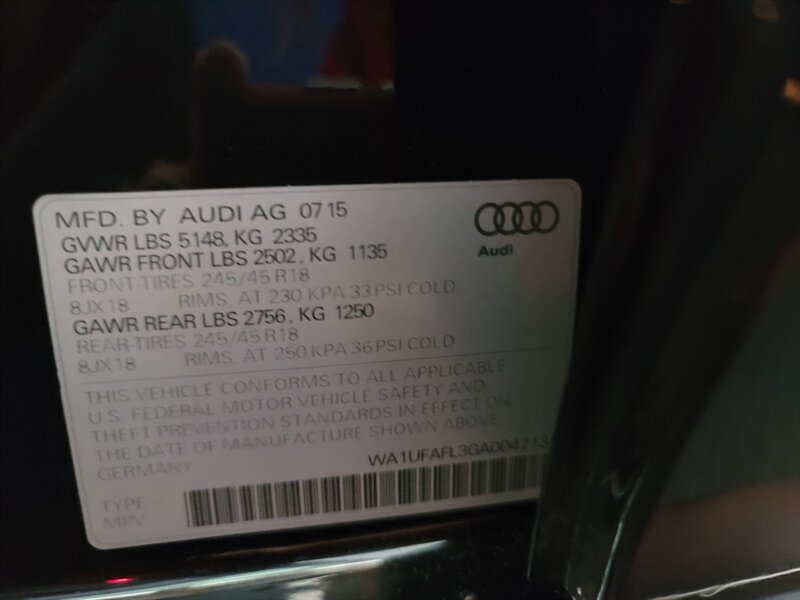 MFD. BY AUDI AG 07 15
GVWR LBS 5148, KG 2335
GAWR FRONT LBS 2502, KG 1135
FRONT-TIRES 245/45 R18
8JX18 RIMS, AT 230 KPA 33 PSI COLD
GAWR REAR LBS 2756, KG 1250
REAR-TIRES 245/45 R18
8JX18 RIMS, AT 250 KPA 36 PSI COLD
Audi
THIS VEHICLE CONFORMS TO ALL APPLICABLE
U.S. FEDERAL MOTOR VEHICLE SAFETY AND
THEFT PREVENTION STANDARDS IN EFFECT ON
THE DATE OF MANUFACTURE SHOWN ABOVE
GERMANY
WA1UFAFL3GA004713
TYPE
MPV